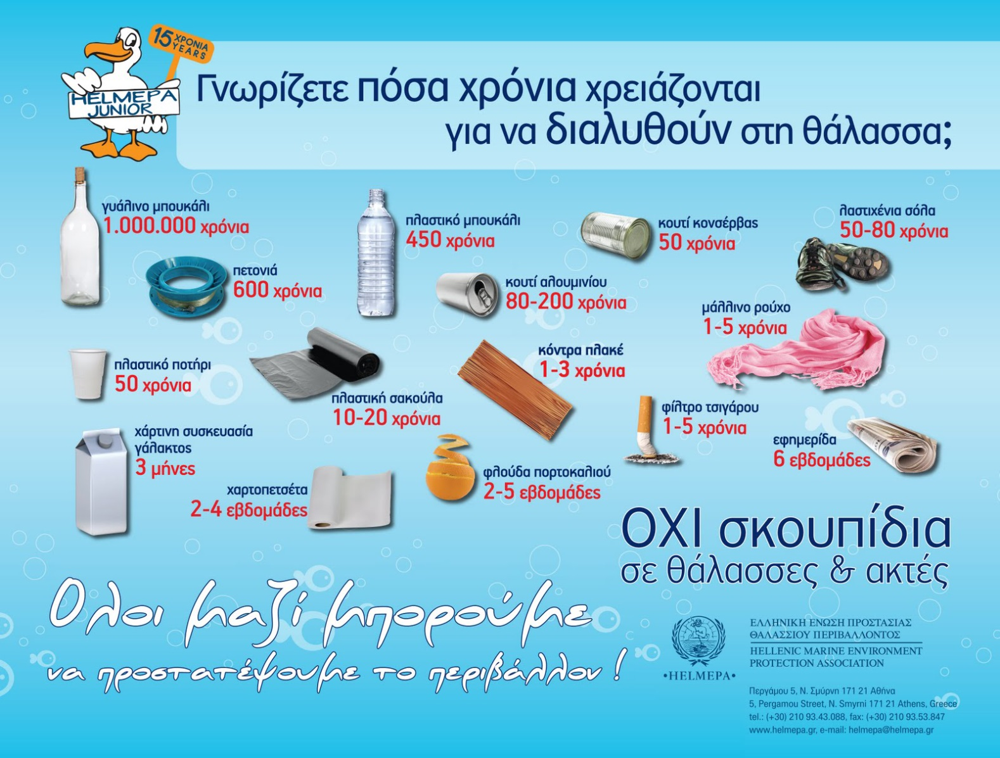 15 ΧΡΟΝΙΑ
YEARS
HELMEPA
JUNIOR
Γνωρίζετε πόσα χρόνια χρειάζονται
για να διαλυθούν στη θάλασσα;
γυάλινο μπουκάλι
1.000.000 χρόνια
πετονιά
600 χρόνια
πλαστικό μπουκάλι
450 χρόνια
κουτί αλουμινίου
80-200 χρόνια
κουτί κονσέρβας
50 χρόνια
λαστιχένια σόλα
50-80 χρόνια
μάλλινο ρούχο
1-5 χρόνια
πλαστικό ποτήρι
50 χρόνια
πλαστική σακούλα
10-20 χρόνια
κόντρα πλακέ
1-3 χρόνια
φίλτρο τσιγάρου
1-5 χρόνια
εφημερίδα
6 εβδομάδες
χάρτινη συσκευασία
γάλακτος
3 μήνες
χαρτοπετσέτα
2-4 εβδομάδες
φλούδα πορτοκαλιού
2-5 εβδομάδες
ΟΧΙ σκουπίδια
σε θάλασσες & ακτές
Όλοι μαζί μπορούμε
να προστατέψουμε το περιβάλλον!
•HELMEPA•
ΕΛΛΗΝΙΚΗ ΕΝΩΣΗ ΠΡΟΣΤΑΣΙΑΣ
ΘΑΛΑΣΣΙΟΥ ΠΕΡΙΒΑΛΛΟΝΤΟΣ
HELLENIC MARINE ENVIRONMENT
PROTECTION ASSOCIATION
Περγάμου 5, Ν. Σμύρνη 171 21 Αθήνα
5, Pergamou Street, N. Smyrni 171 21 Athens, Greece
tel.: (+30) 210 93.43.088, fax: (+30) 210 93.53.847
www.helmepa.gr, e-mail: helmepa@helmepa.gr